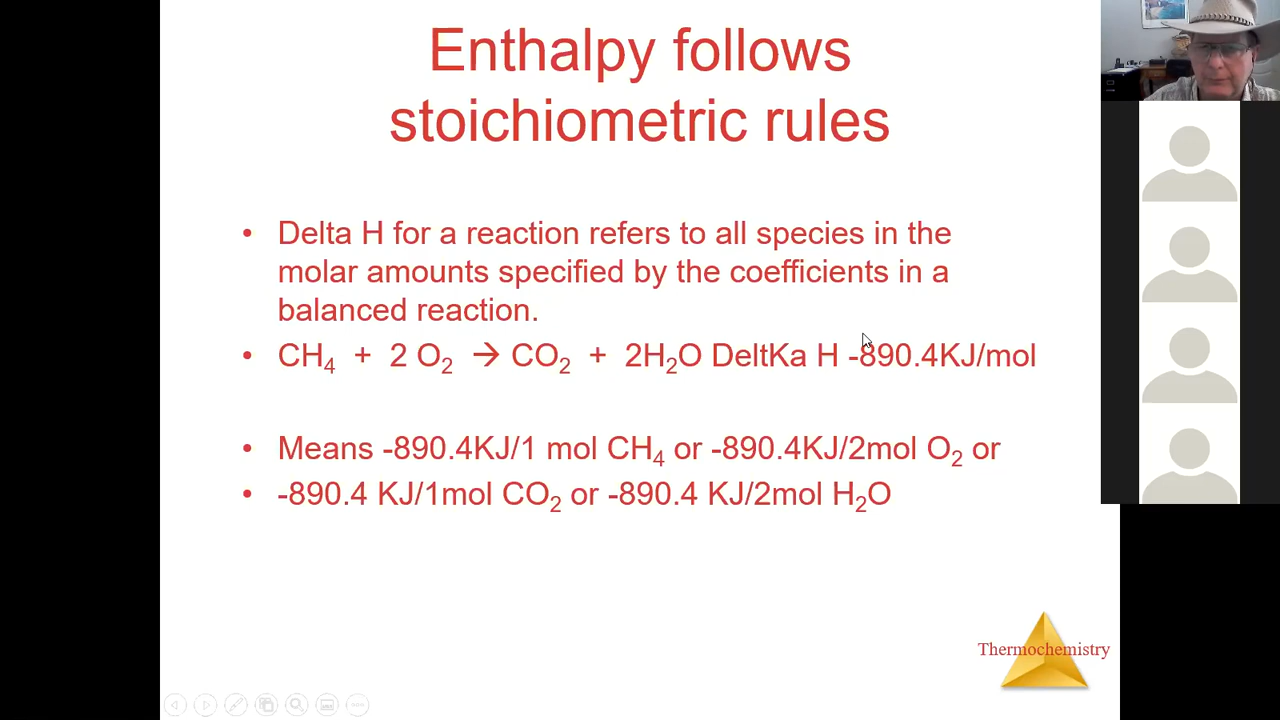 Enthalpy follows
stoichiometric rules
• Delta H for a reaction refers to all species in the
molar amounts specified by the coefficients in a
balanced reaction.
• CH₄ + 2 O₂ → CO₂ + 2H₂O DeltKa H -890.4KJ/mol
• Means -890.4KJ/1 mol CH₄ or -890.4KJ/2mol O₂ or
• -890.4 KJ/1mol CO₂ or -890.4 KJ/2mol H₂O
Thermochemistry